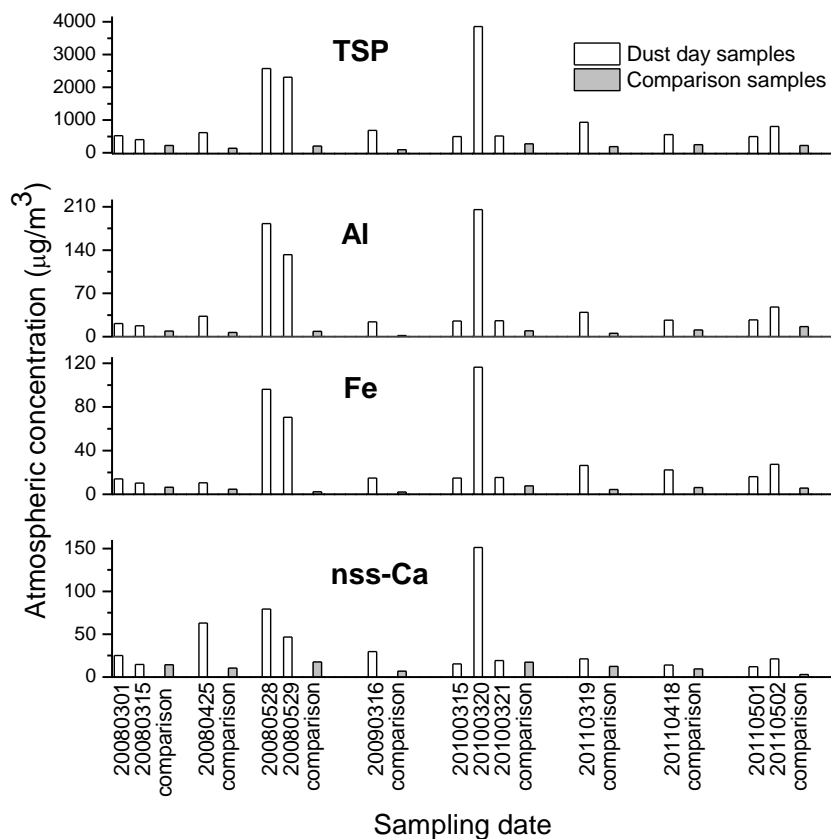 4000
3000
2000
1000
0
TSP
Dust day samples
Comparison samples
210
140
70
0
Al
120
80
40
0
Fe
150
100
50
0
nss-Ca
Atmospheric concentration (μg/m³)
20080301
20080315
comparison
20080425
comparison
20080528
20080529
comparison
20090316
comparison
20100315
20100320
20100321
comparison
20110319
comparison
20110418
comparison
20110501
20110502
comparison
Sampling date